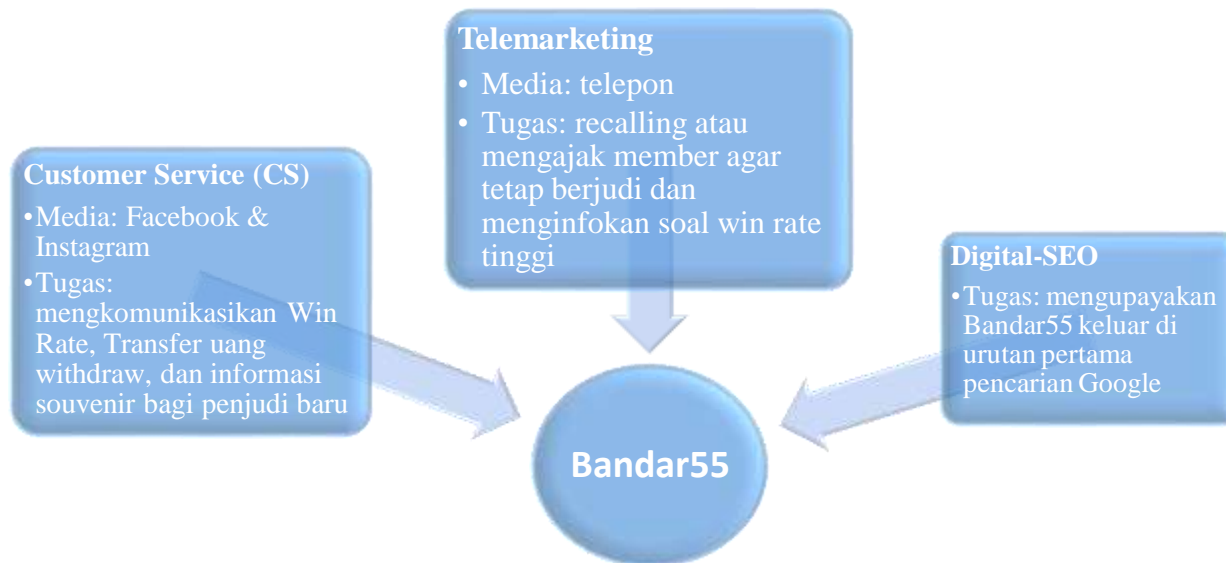 Telemarketing
• Media: telepon
• Tugas: recalling atau
mengajak member agar
tetap berjudi dan
menginfokan soal win rate
tinggi
Customer Service (CS)
•Media: Facebook &
Instagram
•Tugas:
mengkomunikasikan Win
Rate, Transfer uang
withdraw, dan informasi
souvenir bagi penjudi baru
Digital-SEO
•Tugas: mengupayakan
Bandar55 keluar di
urutan pertama
pencarian Google
Bandar55